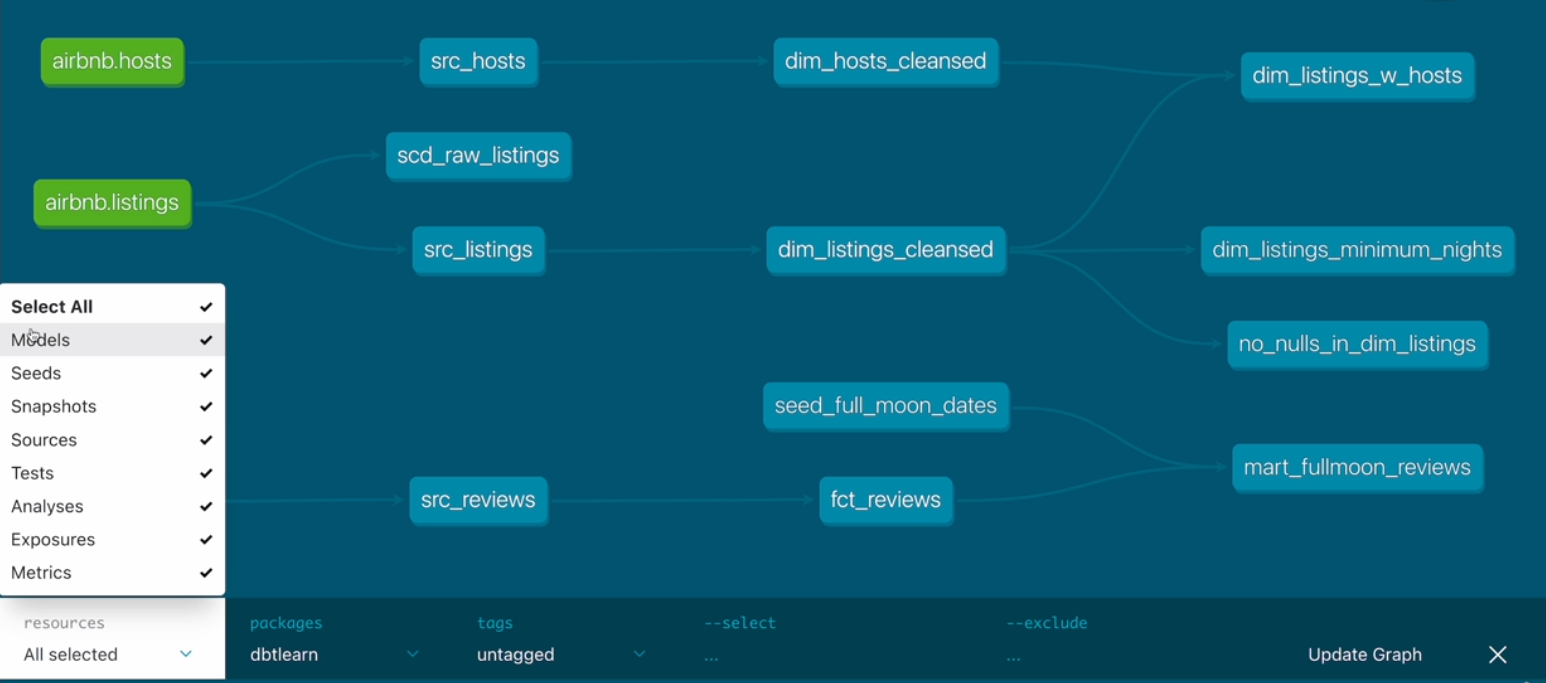 airbnb.hosts
src_hosts
dim_hosts_cleansed
dim_listings_w_hosts
scd_raw_listings
airbnb.listings
src_listings
dim_listings_cleansed
dim_listings_minimum_nights
no_nulls_in_dim_listings
seed_full_moon_dates
mart_fullmoon_reviews
src_reviews
fct_reviews
Select All
Models
Seeds
Snapshots
Sources
Tests
Analyses
Exposures
Metrics
resources
All selected
packages
dbtlearn
tags
untagged
--select
...
--exclude
...
Update Graph